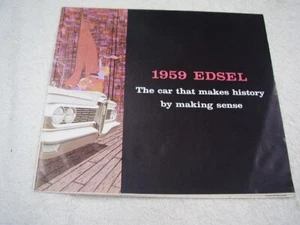 1959 EDSEL
The car that makes history
by making sense